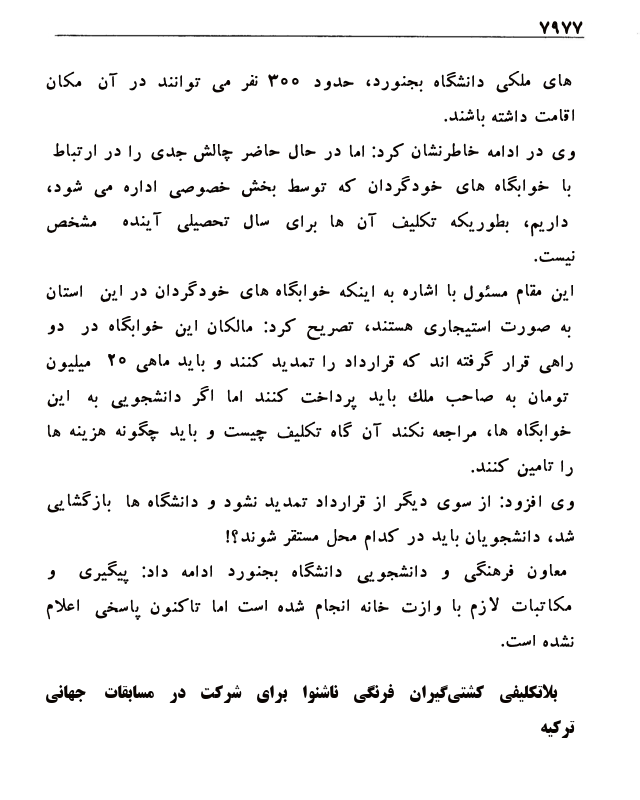 ۷۹۷۷
های ملکی دانشگاه بجنورد، حدود ۳۰۰ نفر می توانند در آن مکان
اقامت داشته باشند.
وی در ادامه خاطرنشان کرد: اما در حال حاضر چالش جدی را در ارتباط
با خوابگاه های خودگردان که توسط بخش خصوصی اداره می شود،
داریم، بطوریکه تکلیف آن ها برای سال تحصیلی آینده مشخص
نیست.
این مقام مسئول با اشاره به اینکه خوابگاه های خودگردان در این استان
به صورت استیجاری هستند، تصریح کرد: مالکان این خوابگاه در دو
راهی قرار گرفته اند که قرارداد را تمدید کنند و باید ماهی ۲۰ میلیون
تومان به صاحب ملك باید پرداخت کنند اما اگر دانشجویی به این
خوابگاه ها، مراجعه نکند آن گاه تکلیف چیست و باید چگونه هزینه ها
را تامین کنند.
وی افزود: از سوی دیگر از قرارداد تمدید نشود و دانشگاه ها بازگشایی
شد، دانشجویان باید در کدام محل مستقر شوند؟!
معاون فرهنگی و دانشجویی دانشگاه بجنورد ادامه داد: پیگیری و
مکاتبات لازم با وازت خانه انجام شده است اما تاکنون پاسخی اعلام
نشده است.
بلاتکلیفی کشتی‌گیران فرنگی ناشنوا برای شرکت در مسابقات جهانی
ترکیه